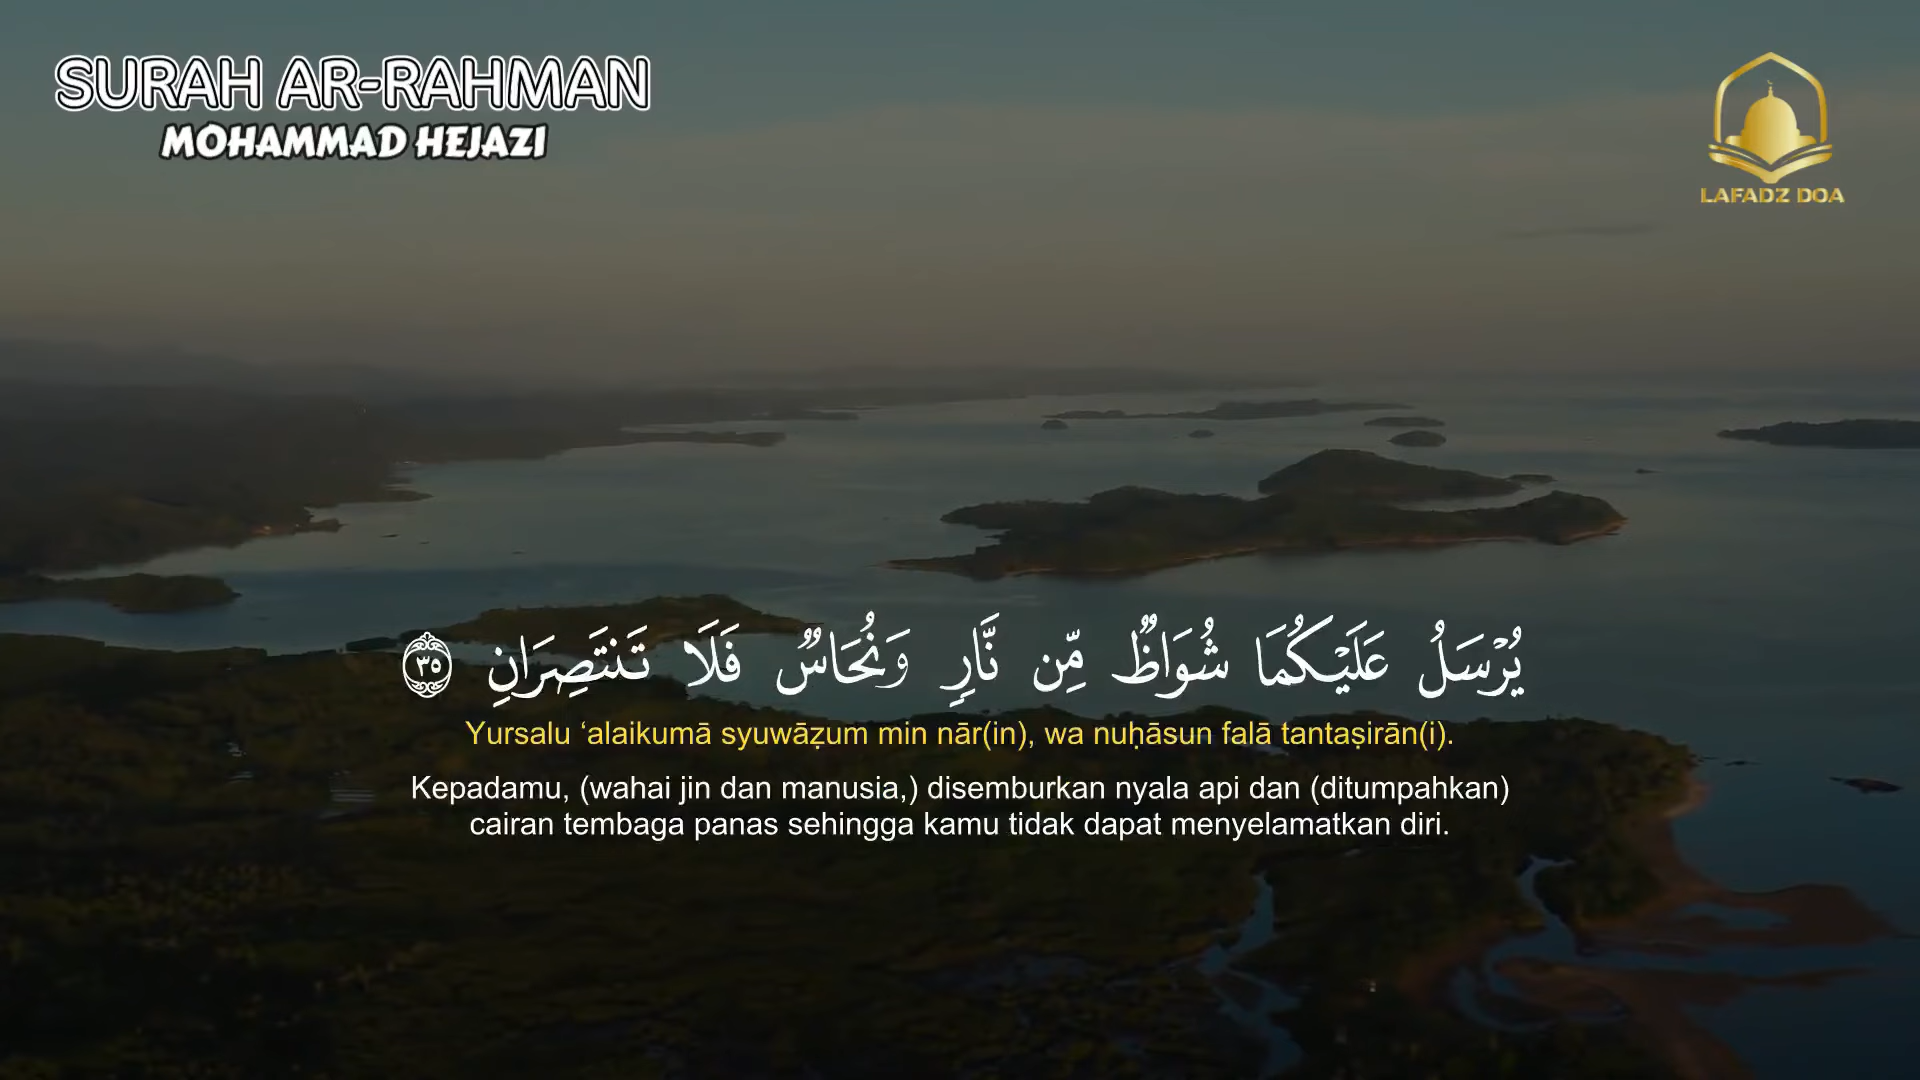 SURAH AR-RAHMAN
MOHAMMAD HEJAZI
LAFADZ DOA
يُرْسَلُ عَلَيْكُمَا شُوَاظٌ مِّن نَّارٍ وَنُحَاسٌ فَلَا تَنتَصِرَانِ ٣٥
Yursalu ‘alaikumā syuwāẓum min nār(in), wa nuḥāsun falā tantaṣirān(i).
Kepadamu, (wahai jin dan manusia,) disemburkan nyala api dan (ditumpahkan)
cairan tembaga panas sehingga kamu tidak dapat menyelamatkan diri.